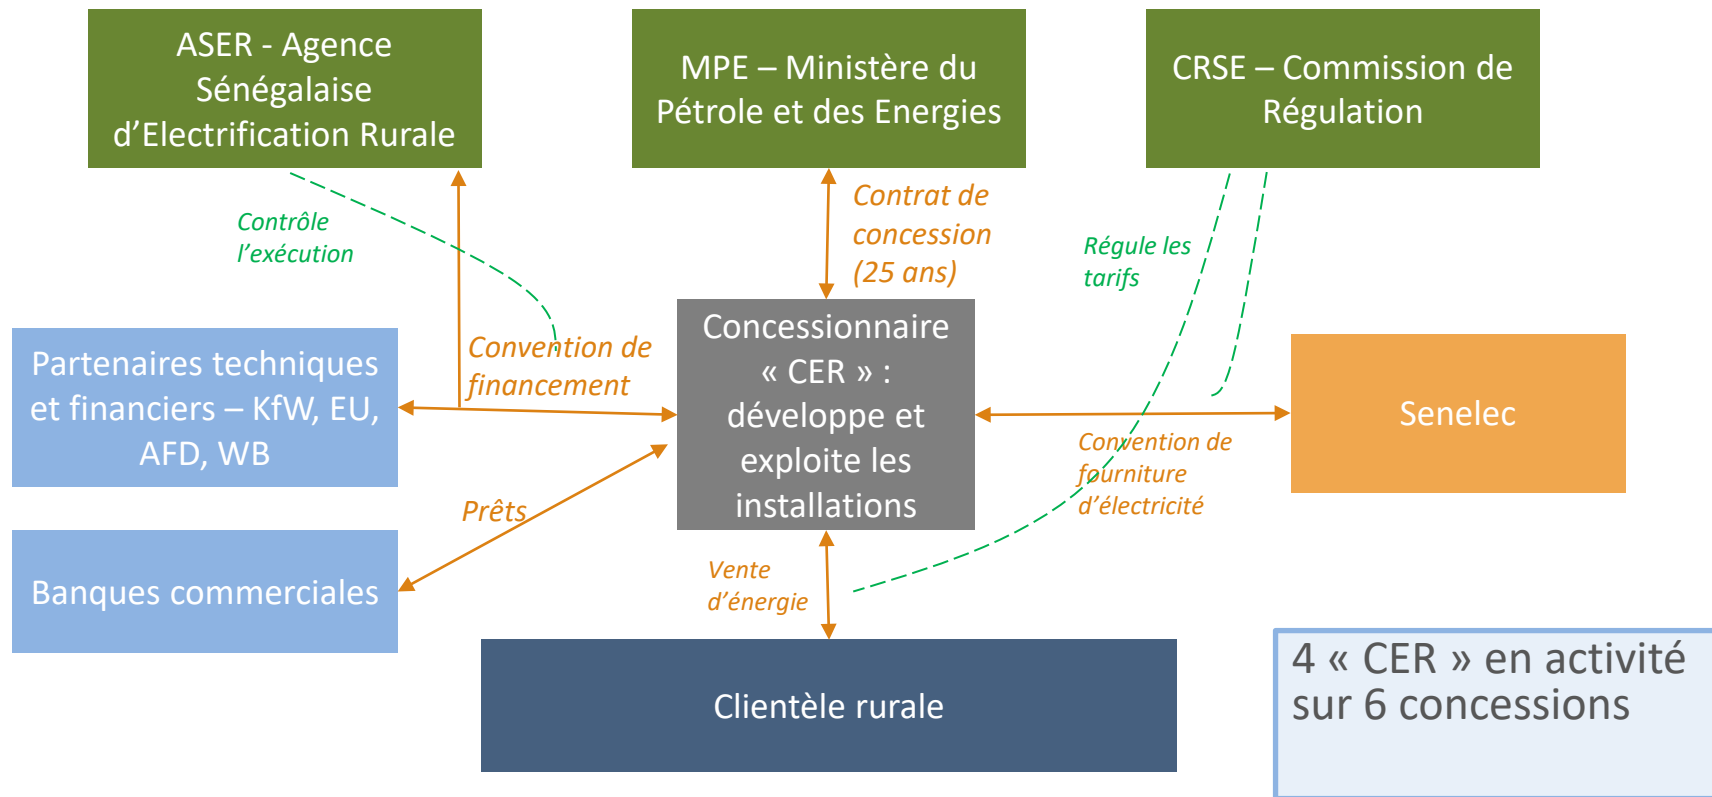 ASER - Agence
Sénégalaise
d’Electrification Rurale
MPE – Ministère du
Pétrole et des Energies
CRSE – Commission de
Régulation
Contrôle
l’exécution
Contrat de
concession
(25 ans)
Régule les
tarifs
Partenaires techniques
et financiers – KfW, EU,
AFD, WB
Convention de
financement
Concessionnaire
« CER » :
développe et
exploite les
installations
Senelec
Convention de
fourniture
d’électricité
Prêts
Banques commerciales
Vente
d’énergie
Clientèle rurale
4 « CER » en activité
sur 6 concessions